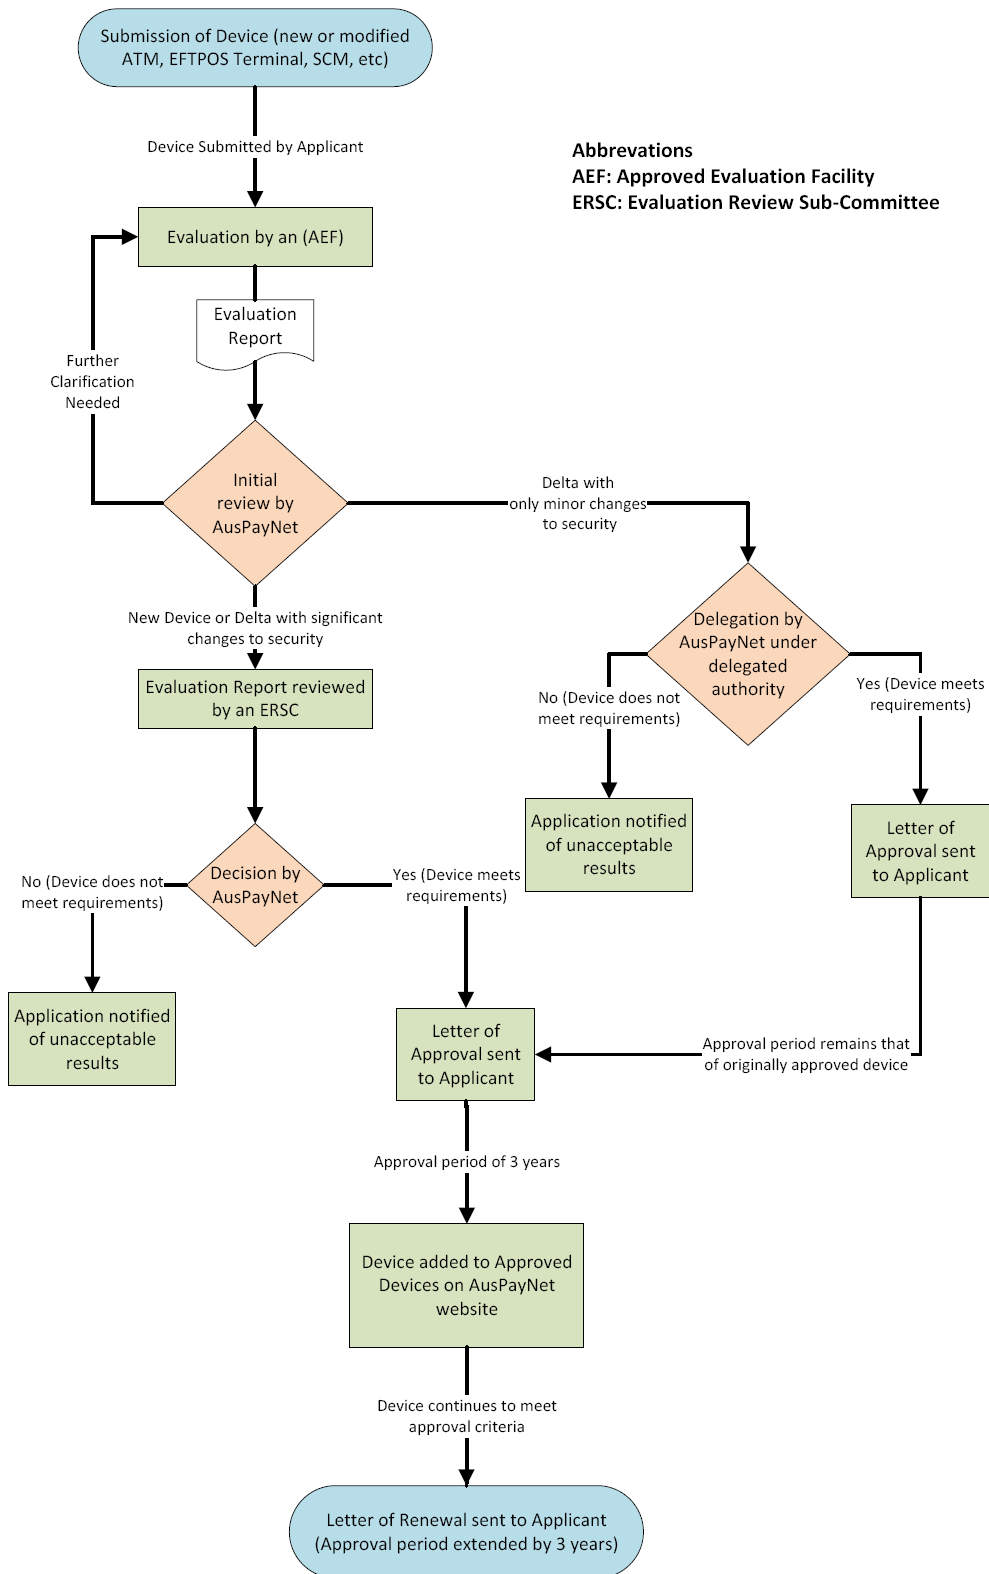 Submission of Device (new or modified
ATM, EFTPOS Terminal, SCM, etc)
Device Submitted by Applicant
Abbrevations
AEF: Approved Evaluation Facility
ERSC: Evaluation Review Sub-Committee
Evaluation by an (AEF)
Evaluation
Report
Further
Clarification
Needed
Initial
review by
AusPayNet
Delta with
only minor changes
to security
New Device or Delta with significant
changes to security
Delegation by
AusPayNet under
delegated
authority
Evaluation Report reviewed
by an ERSC
No (Device does not
meet requirements)
Yes (Device meets
requirements)
Application notified
of unacceptable
results
Letter of
Approval sent
to Applicant
Decision by
AusPayNet
No (Device does not
meet requirements)
Yes (Device meets
requirements)
Application notified
of unacceptable
results
Letter of
Approval sent
to Applicant
Approval period remains that
of originally approved device
Approval period of 3 years
Device added to Approved
Devices on AusPayNet
website
Device continues to meet
approval criteria
Letter of Renewal sent to Applicant
(Approval period extended by 3 years)